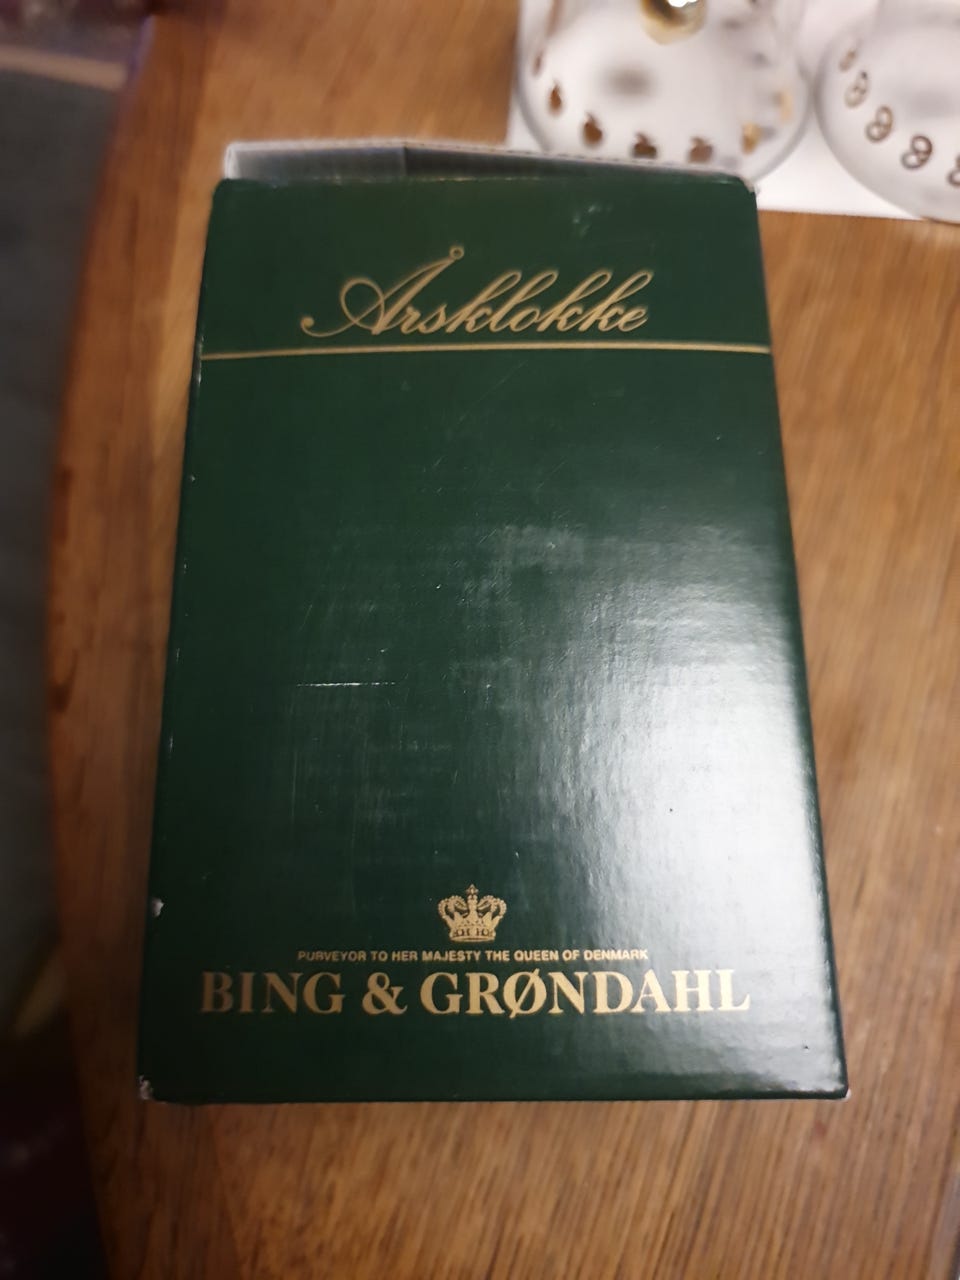 Årsklokke
PURVEYOR TO HER MAJESTY THE QUEEN OF DENMARK
BING & GRØNDAHL